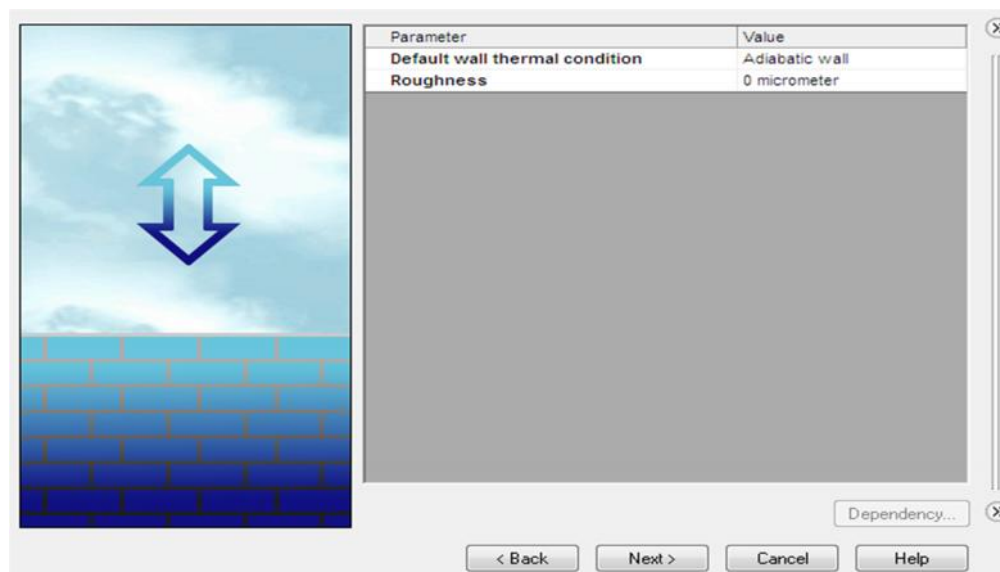 Parameter Value
Default wall thermal condition Adiabatic wall
Roughness 0 micrometer
Dependency...
< Back Next > Cancel Help